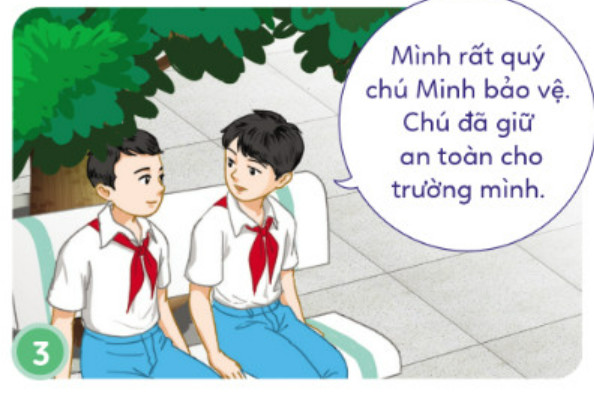 Mình rất quý
chú Minh bảo vệ.
Chú đã giữ
an toàn cho
trường mình.
3